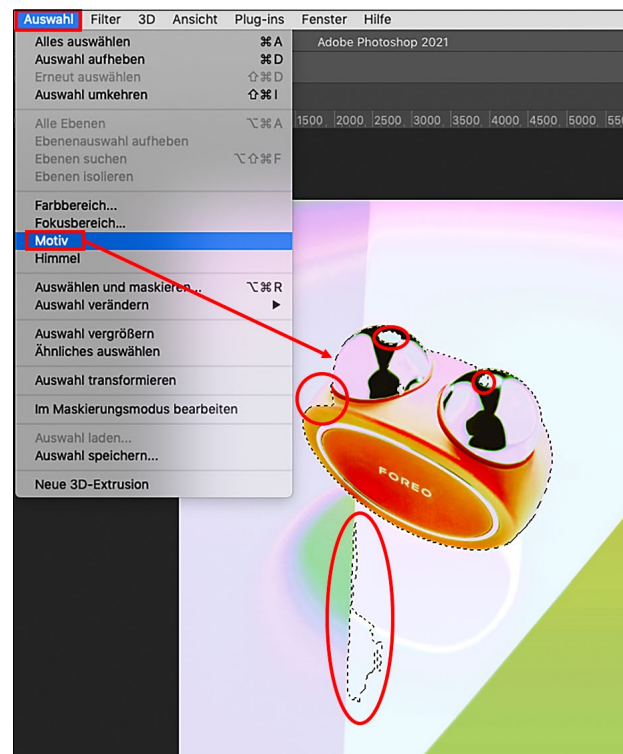 Auswahl Filter 3D Ansicht Plug-ins Fenster Hilfe
Alles auswählen ⌘A
Adobe Photoshop 2021
Auswahl aufheben ⌘D
Erneut auswählen ⇧⌘D
Auswahl umkehren ⇧⌘I
Alle Ebenen ⌥⌘A
1500 2000 2500 3000 3500 4000 4500 5000 55
Ebenenauswahl aufheben
Ebenen suchen ⌥⇧⌘F
Ebenen isolieren
Farbbereich...
Fokusbereich...
Motiv
Himmel
Auswählen und maskieren... ⌥⌘R
Auswahl verändern ▶
Auswahl vergrößern
Ähnliches auswählen
Auswahl transformieren
Im Maskierungsmodus bearbeiten
Auswahl laden...
Auswahl speichern...
Neue 3D-Extrusion
FOREO